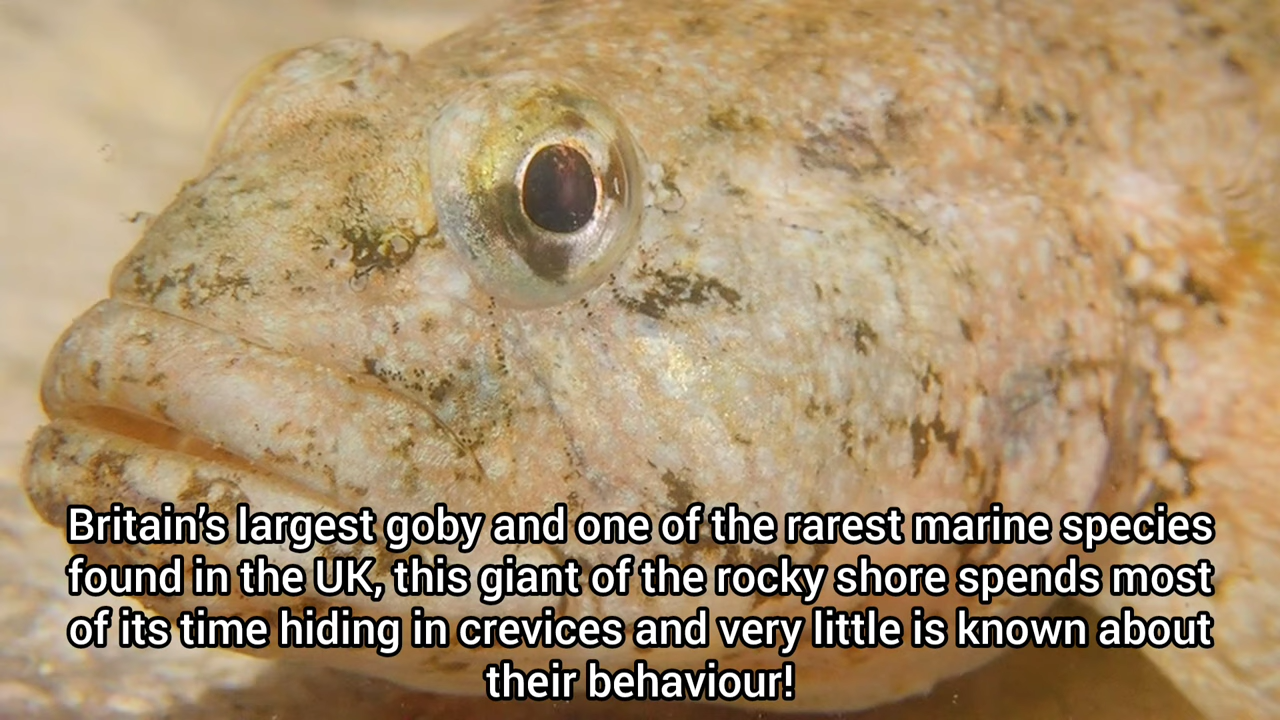 Britain’s largest goby and one of the rarest marine species
found in the UK, this giant of the rocky shore spends most
of its time hiding in crevices and very little is known about
their behaviour!